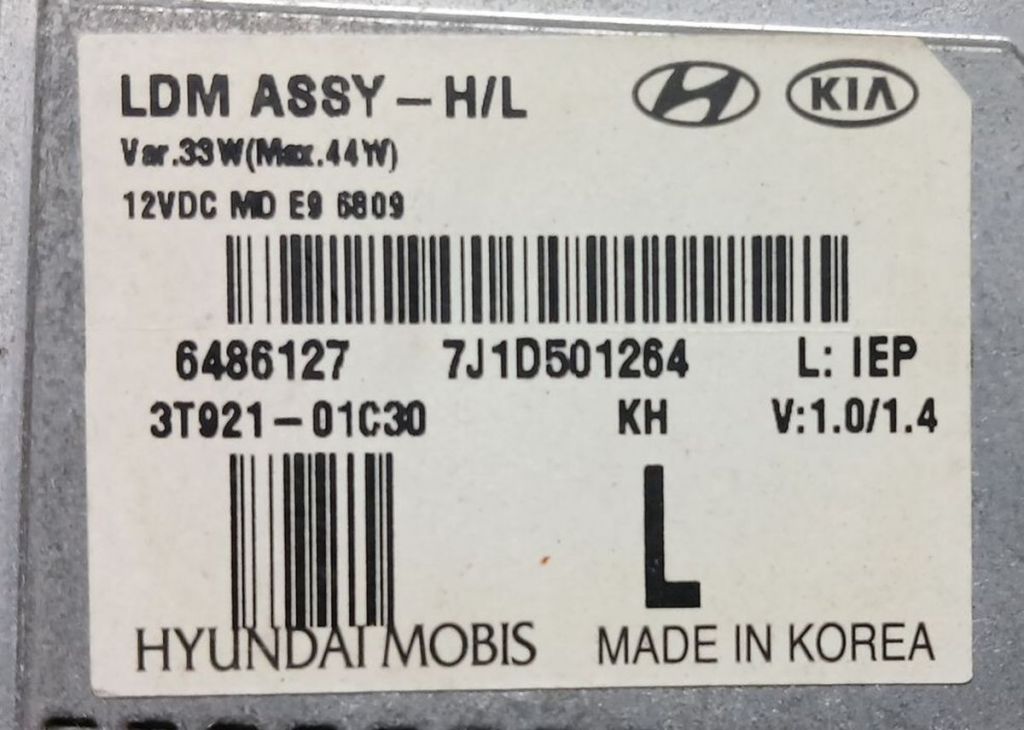 LDM ASSY - H/L
KIA
Var.33W(Max.44W)
12VDC MD E9 6809
6486127 7J1D501264 L: IEP
3T921-01C30 KH V:1.0/1.4
L
HYUNDAI MOBIS MADE IN KOREA